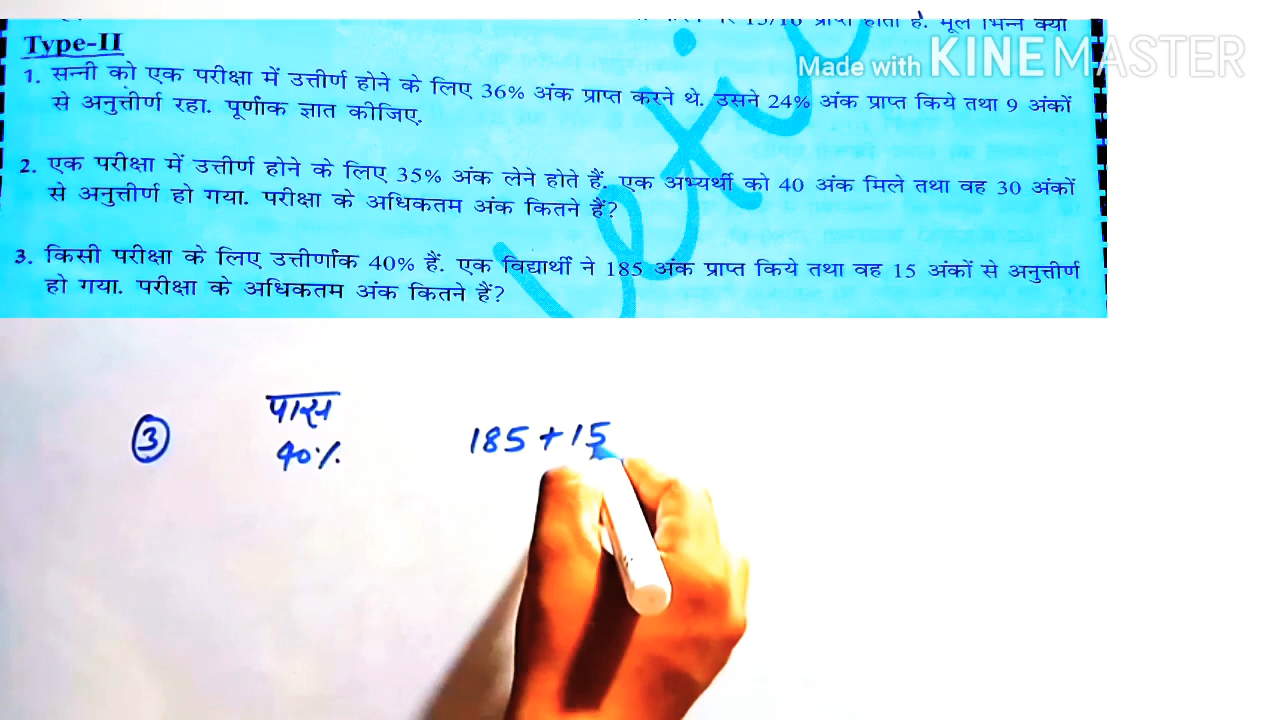 15/16 प्राप्त होता है. मूल भिन्न क्या
Made with KINEMASTER
Type-II
1. सन्नी को एक परीक्षा में उत्तीर्ण होने के लिए 36% अंक प्राप्त करने थे. उसने 24% अंक प्राप्त किये तथा 9 अंकों
से अनुत्तीर्ण रहा. पूर्णांक ज्ञात कीजिए.
2. एक परीक्षा में उत्तीर्ण होने के लिए 35% अंक लेने होते हैं. एक अभ्यर्थी को 40 अंक मिले तथा वह 30 अंकों
से अनुत्तीर्ण हो गया. परीक्षा के अधिकतम अंक कितने हैं?
3. किसी परीक्षा के लिए उत्तीर्णांक 40% हैं. एक विद्यार्थी ने 185 अंक प्राप्त किये तथा वह 15 अंकों से अनुत्तीर्ण
हो गया. परीक्षा के अधिकतम अंक कितने हैं?
पास
3 40% 185 + 15